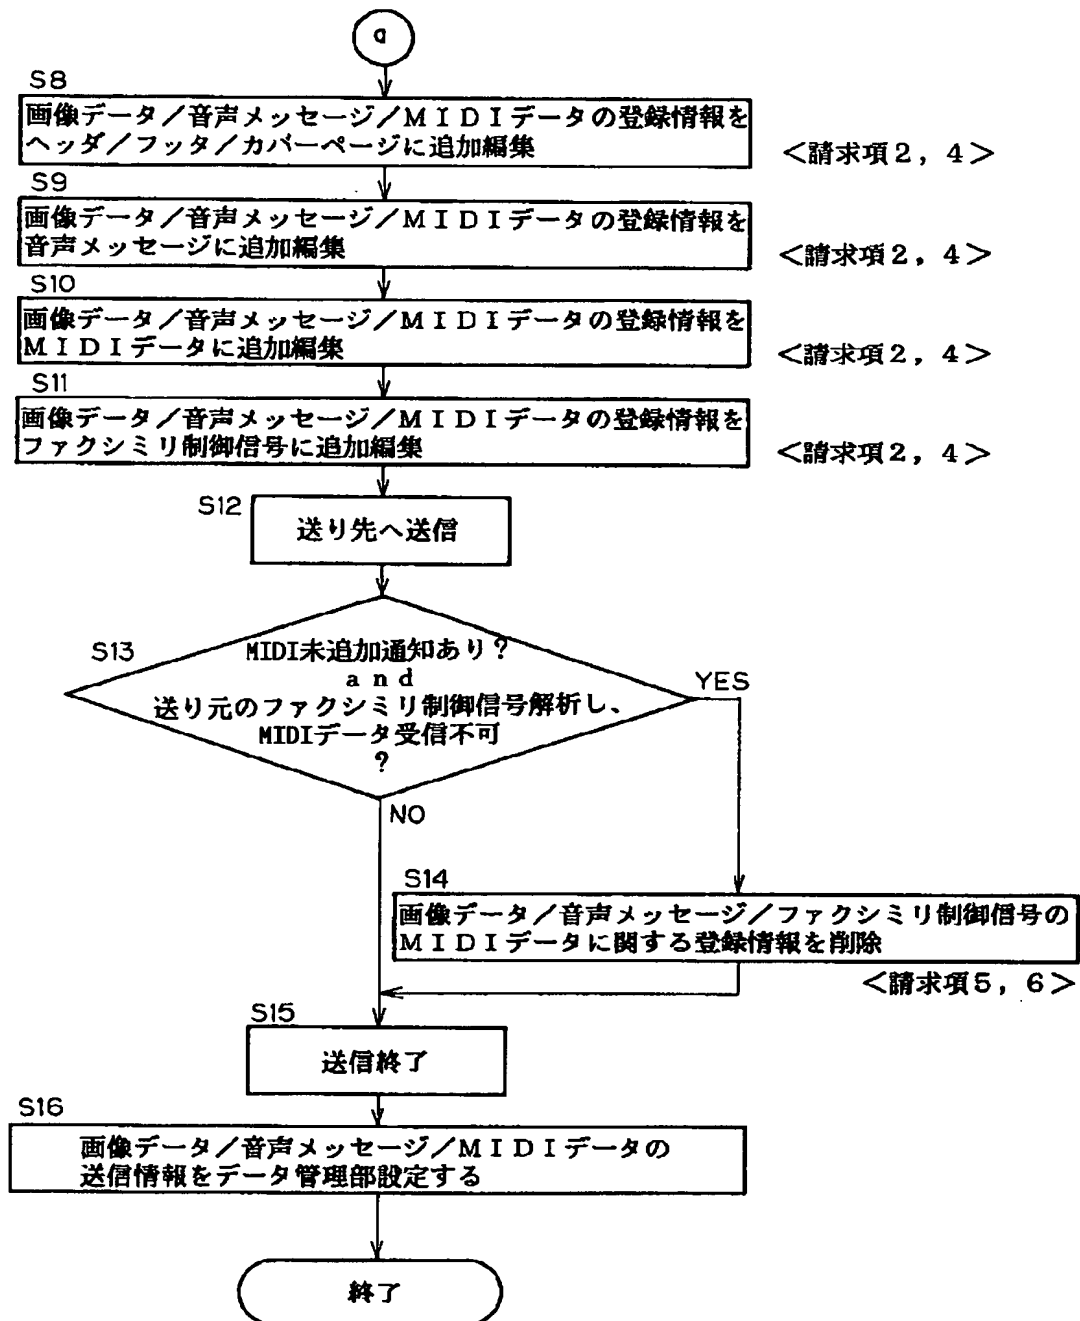 a
S8
画像データ／音声メッセージ／ＭＩＤＩデータの登録情報を
ヘッダ／フッタ／カバーページに追加編集
＜請求項２，４＞
S9
画像データ／音声メッセージ／ＭＩＤＩデータの登録情報を
音声メッセージに追加編集
＜請求項２，４＞
S10
画像データ／音声メッセージ／ＭＩＤＩデータの登録情報を
ＭＩＤＩデータに追加編集
＜請求項２，４＞
S11
画像データ／音声メッセージ／ＭＩＤＩデータの登録情報を
ファクシミリ制御信号に追加編集
＜請求項２，４＞
S12
送り先へ送信
S13
MIDI未追加通知あり？
ａｎｄ
送り元のファクシミリ制御信号解析し、
MIDIデータ受信不可
？
YES
NO
S14
画像データ／音声メッセージ／ファクシミリ制御信号の
ＭＩＤＩデータに関する登録情報を削除
＜請求項５，６＞
S15
送信終了
S16
画像データ／音声メッセージ／ＭＩＤＩデータの
送信情報をデータ管理部設定する
終了